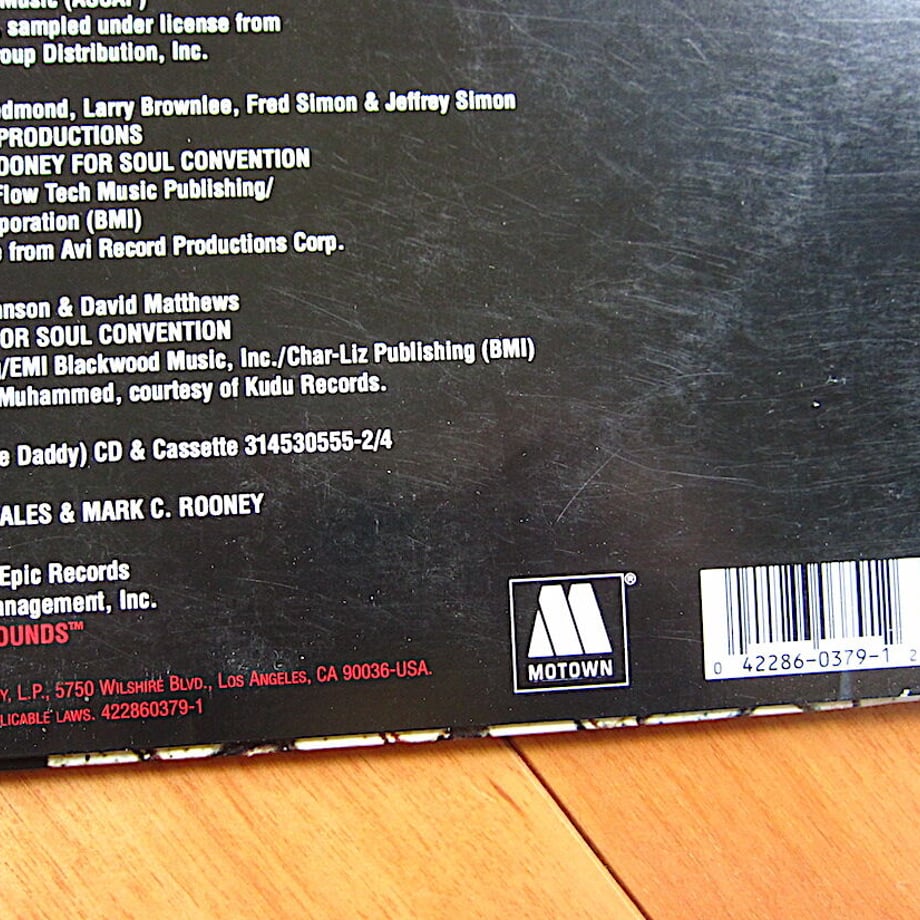 Music (ASCAP)
, sampled under license from
oup Distribution, Inc.
dmond, Larry Brownlee, Fred Simon & Jeffrey Simon
PRODUCTIONS
OONEY FOR SOUL CONVENTION
Flow Tech Music Publishing/
poration (BMI)
e from Avi Record Productions Corp.
nson & David Matthews
OR SOUL CONVENTION
/EMI Blackwood Music, Inc./Char-Liz Publishing (BMI)
Muhammed, courtesy of Kudu Records.
e Daddy) CD & Cassette 314530555-2/4
ALES & MARK C. ROONEY
Epic Records
anagement, Inc.
OUNDS™
Y, L.P., 5750 WILSHIRE BLVD., LOS ANGELES, CA 90036-USA.
LICABLE LAWS. 422860379-1
®
MOTOWN
0 42286-0379-1 2